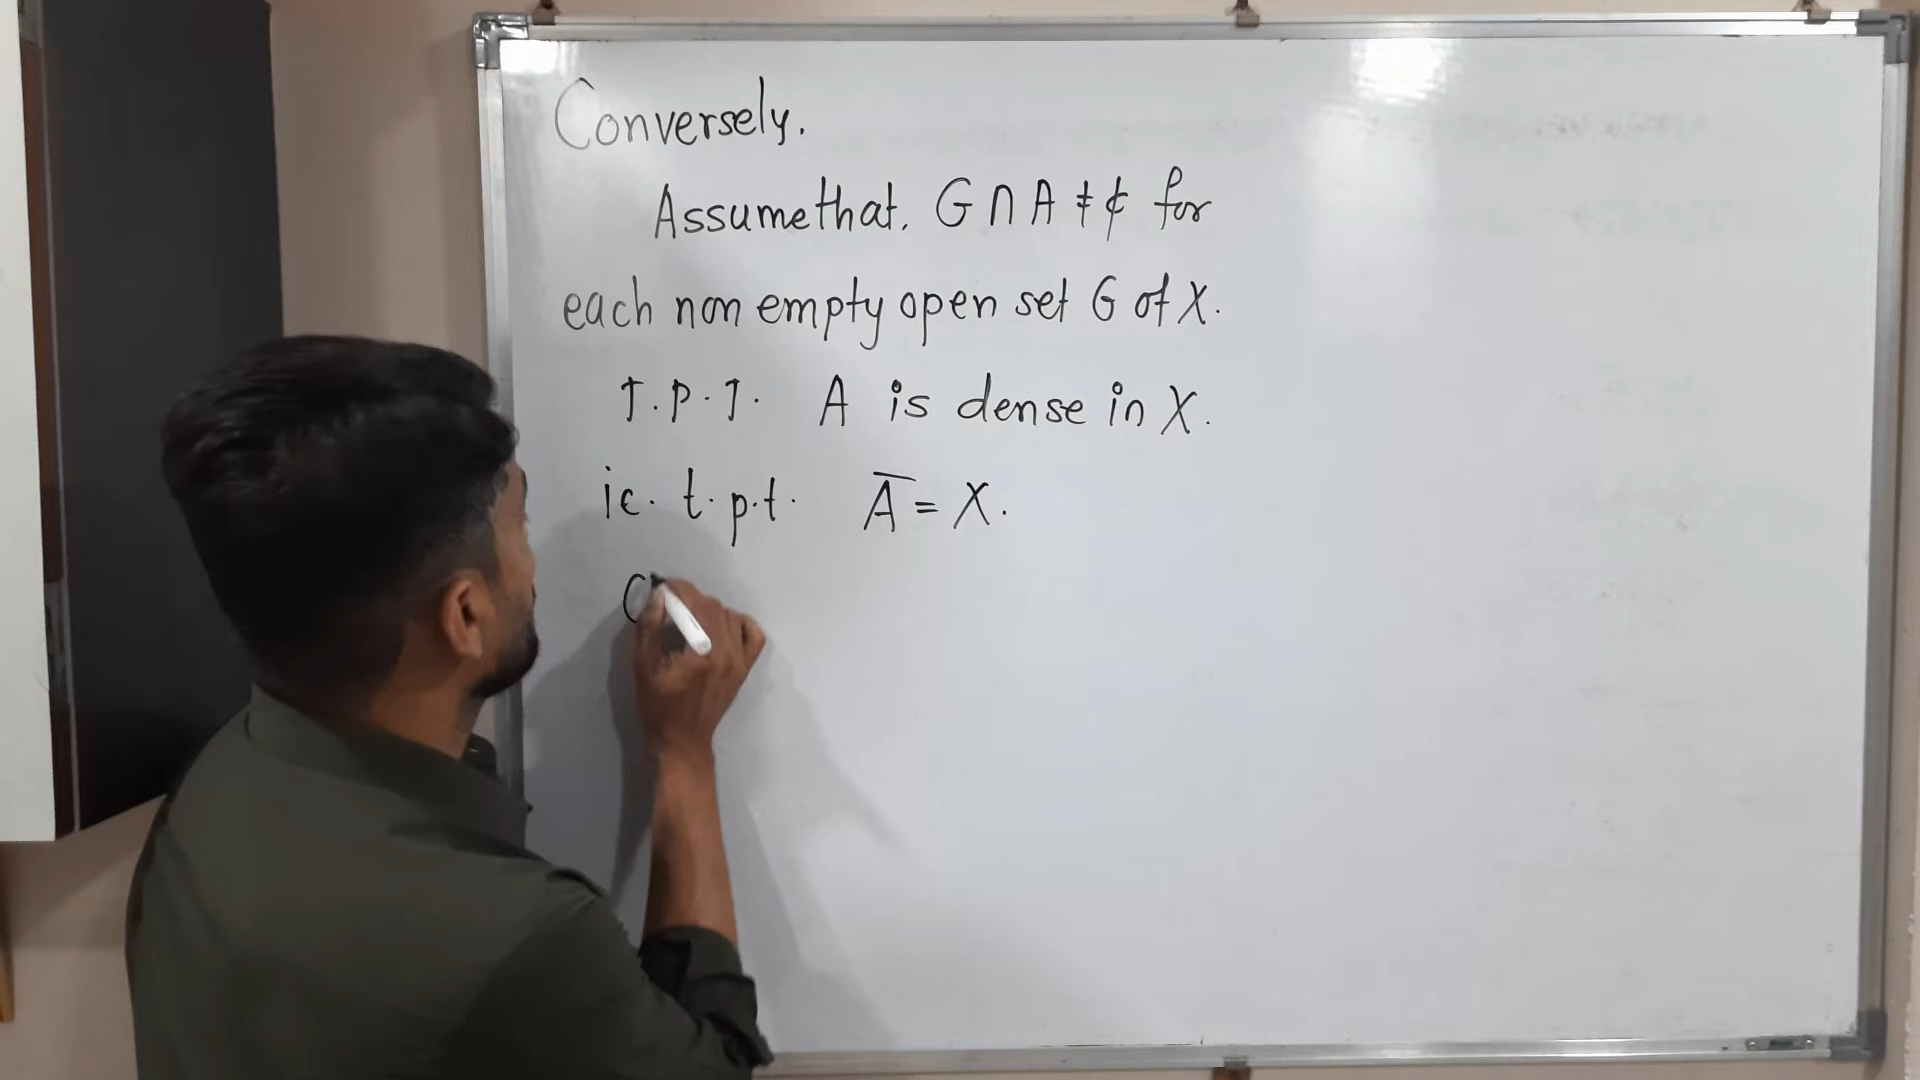 Conversely.
Assume that, G ∩ A ≠ ϕ for
each non empty open set G of X.
T.P.T. A is dense in X.
ie. t.p.t. A̅ = X.